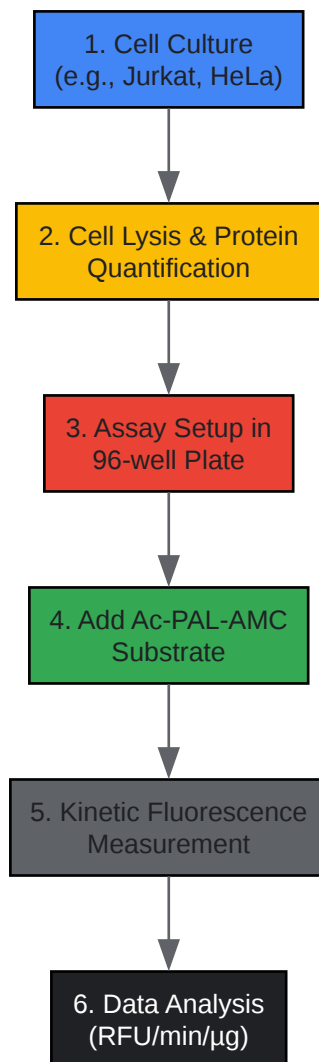 1. Cell Culture
(e.g., Jurkat, HeLa)
2. Cell Lysis & Protein
Quantification
3. Assay Setup in
96-well Plate
4. Add Ac-PAL-AMC
Substrate
5. Kinetic Fluorescence
Measurement
6. Data Analysis
(RFU/min/µg)